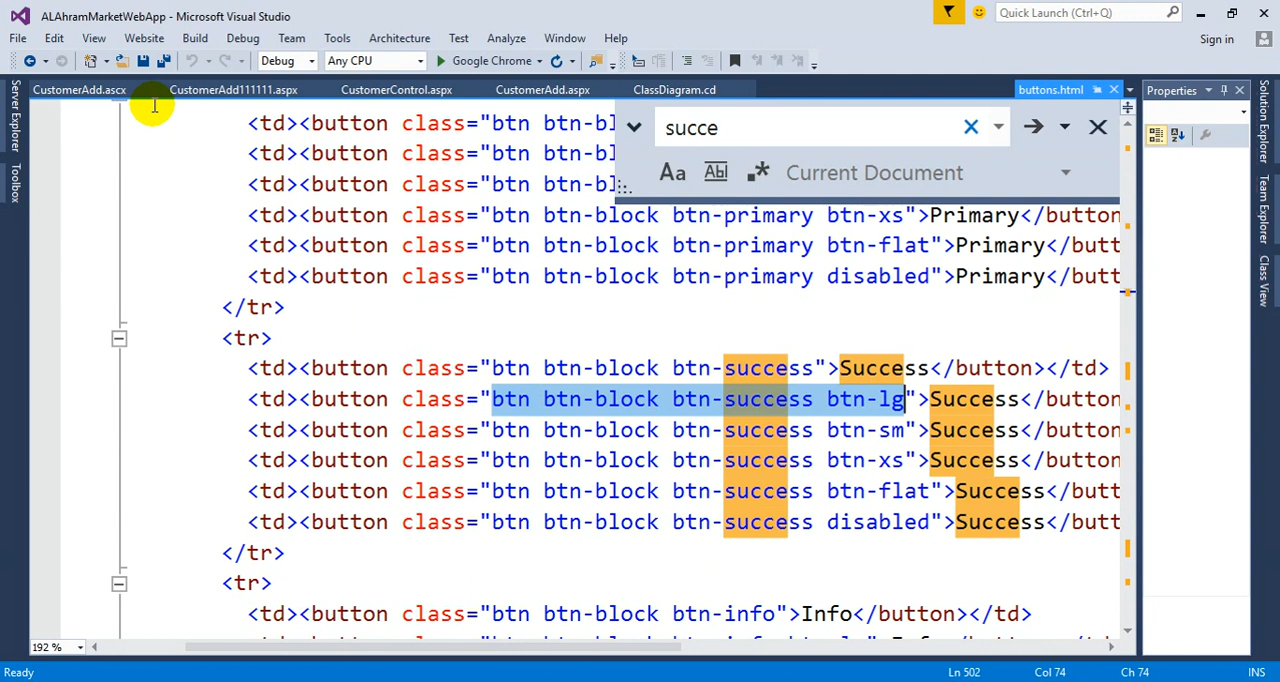 ALAhramMarketWebApp - Microsoft Visual Studio
Quick Launch (Ctrl+Q)
File Edit View Website Build Debug Team Tools Architecture Test Analyze Window Help
Sign in
Debug Any CPU Google Chrome
CustomerAdd.ascx CustomerAdd111111.aspx CustomerControl.aspx CustomerAdd.aspx ClassDiagram.cd buttons.html
Properties
Server Explorer
Toolbox
Solution Explorer
Team Explorer
Class View
succe
Aa Abl .* Current Document
<td><button class="btn btn-bl
<td><button class="btn btn-bl
<td><button class="btn btn-bl
<td><button class="btn btn-block btn-primary btn-xs">Primary</button
<td><button class="btn btn-block btn-primary btn-flat">Primary</butt
<td><button class="btn btn-block btn-primary disabled">Primary</butt
</tr>
<tr>
<td><button class="btn btn-block btn-success">Success</button></td>
<td><button class="btn btn-block btn-success btn-lg">Success</button
<td><button class="btn btn-block btn-success btn-sm">Success</button
<td><button class="btn btn-block btn-success btn-xs">Success</button
<td><button class="btn btn-block btn-success btn-flat">Success</butt
<td><button class="btn btn-block btn-success disabled">Success</butt
</tr>
<tr>
<td><button class="btn btn-block btn-info">Info</button></td>
192 %
Ready Ln 502 Col 74 Ch 74 INS